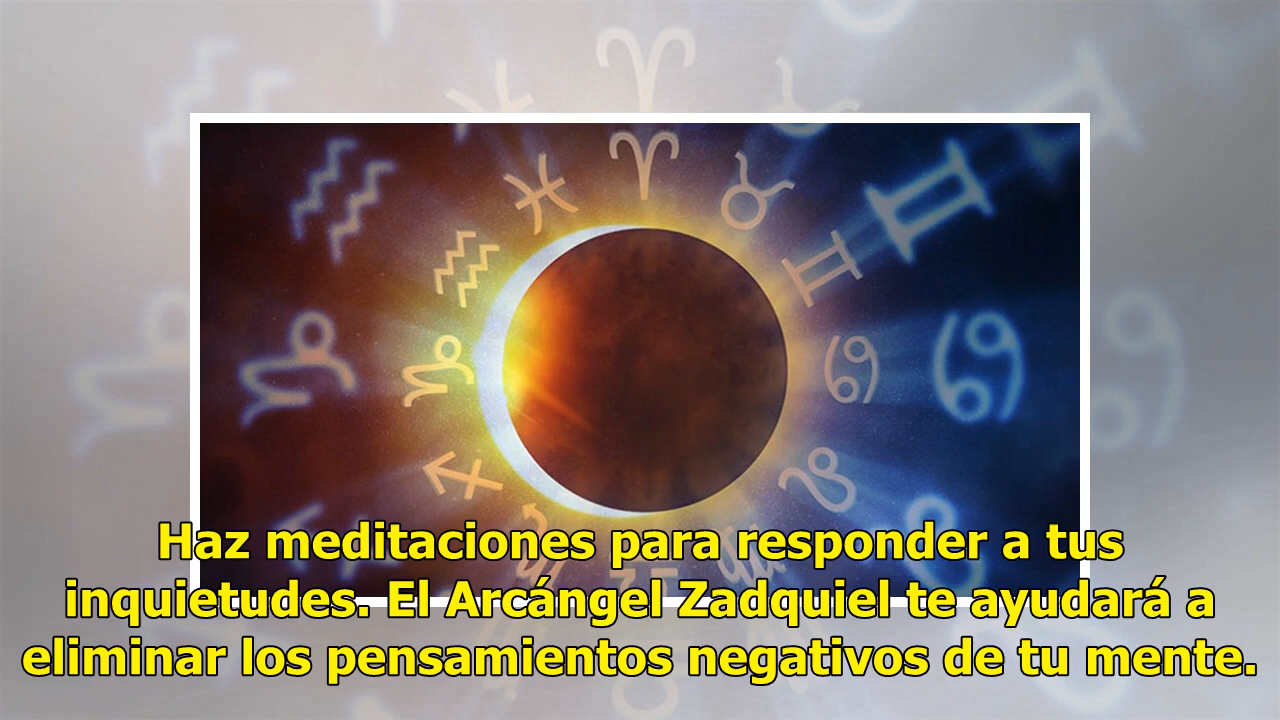 Haz meditaciones para responder a tus
inquietudes. El Arcángel Zadquiel te ayudará a
eliminar los pensamientos negativos de tu mente.